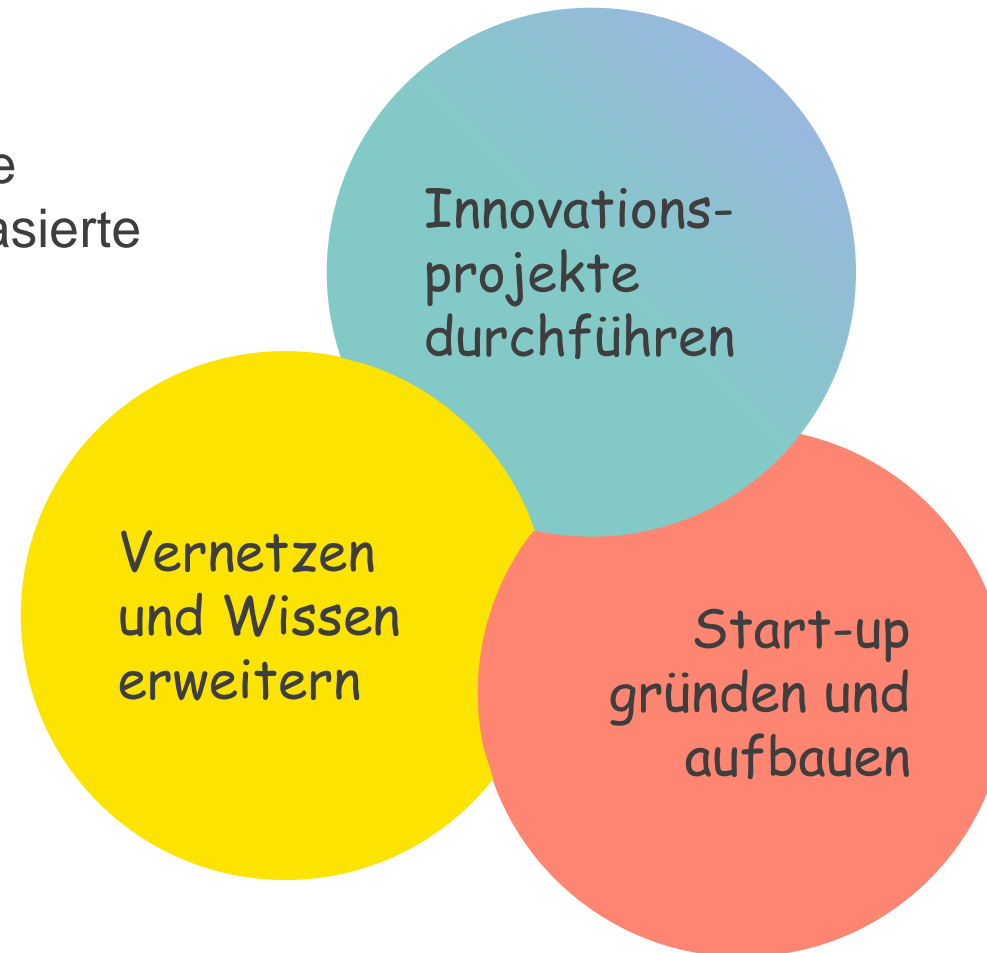 Innovations-
projekte
durchführen
Vernetzen
und Wissen
erweitern
Start-up
gründen und
aufbauen